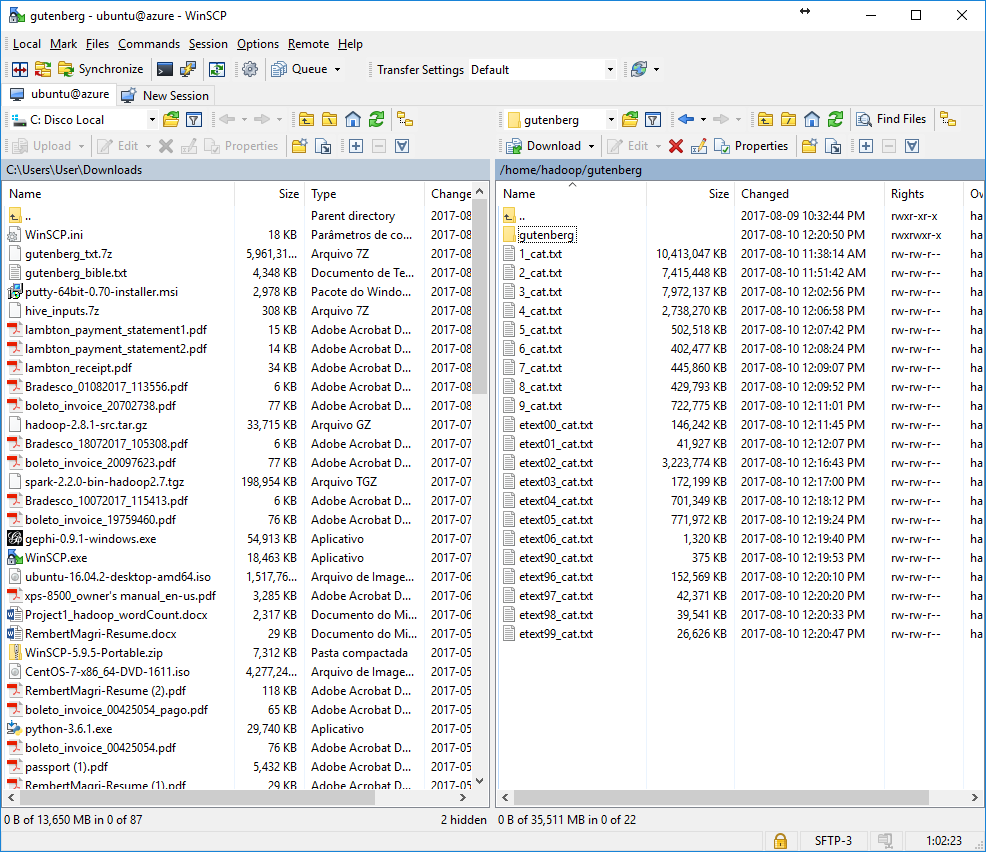 gutenberg - ubuntu@azure - WinSCP
Local Mark Files Commands Session Options Remote Help
Synchronize Queue Transfer Settings Default
ubuntu@azure New Session
C: Disco Local gutenberg Find Files
Upload Edit Properties Download Edit Properties
C:\Users\User\Downloads /home/hadoop/gutenberg
Name Size Type Change Name Size Changed Rights Ov
.. Parent directory 2017-08 .. 2017-08-09 10:32:44 PM rwxr-xr-x ha
WinSCP.ini 18 KB Parâmetros de co... 2017-08 gutenberg 2017-08-10 12:20:50 PM rwxrwxr-x ha
gutenberg_txt.7z 5,961,31... Arquivo 7Z 2017-08 1_cat.txt 10,413,047 KB 2017-08-10 11:38:14 AM rw-rw-r-- ha
gutenberg_bible.txt 4,348 KB Documento de Te... 2017-08 2_cat.txt 7,415,448 KB 2017-08-10 11:51:42 AM rw-rw-r-- ha
putty-64bit-0.70-installer.msi 2,978 KB Pacote do Windo... 2017-08 3_cat.txt 7,972,137 KB 2017-08-10 12:02:56 PM rw-rw-r-- ha
hive_inputs.7z 308 KB Arquivo 7Z 2017-08 4_cat.txt 2,738,270 KB 2017-08-10 12:06:58 PM rw-rw-r-- ha
lambton_payment_statement1.pdf 15 KB Adobe Acrobat D... 2017-08 5_cat.txt 502,518 KB 2017-08-10 12:07:42 PM rw-rw-r-- ha
lambton_payment_statement2.pdf 14 KB Adobe Acrobat D... 2017-08 6_cat.txt 402,477 KB 2017-08-10 12:08:24 PM rw-rw-r-- ha
lambton_receipt.pdf 34 KB Adobe Acrobat D... 2017-08 7_cat.txt 445,860 KB 2017-08-10 12:09:07 PM rw-rw-r-- ha
Bradesco_01082017_113556.pdf 6 KB Adobe Acrobat D... 2017-08 8_cat.txt 429,793 KB 2017-08-10 12:09:52 PM rw-rw-r-- ha
boleto_invoice_20702738.pdf 77 KB Adobe Acrobat D... 2017-08 9_cat.txt 722,775 KB 2017-08-10 12:11:01 PM rw-rw-r-- ha
hadoop-2.8.1-src.tar.gz 33,715 KB Arquivo GZ 2017-07 etext00_cat.txt 146,242 KB 2017-08-10 12:11:45 PM rw-rw-r-- ha
Bradesco_18072017_105308.pdf 6 KB Adobe Acrobat D... 2017-07 etext01_cat.txt 41,927 KB 2017-08-10 12:12:07 PM rw-rw-r-- ha
boleto_invoice_20097623.pdf 77 KB Adobe Acrobat D... 2017-07 etext02_cat.txt 3,223,774 KB 2017-08-10 12:16:43 PM rw-rw-r-- ha
spark-2.2.0-bin-hadoop2.7.tgz 198,954 KB Arquivo TGZ 2017-07 etext03_cat.txt 172,199 KB 2017-08-10 12:17:00 PM rw-rw-r-- ha
Bradesco_10072017_115413.pdf 6 KB Adobe Acrobat D... 2017-07 etext04_cat.txt 701,349 KB 2017-08-10 12:18:12 PM rw-rw-r-- ha
boleto_invoice_19759460.pdf 76 KB Adobe Acrobat D... 2017-07 etext05_cat.txt 771,972 KB 2017-08-10 12:19:24 PM rw-rw-r-- ha
gephi-0.9.1-windows.exe 54,913 KB Aplicativo 2017-07 etext06_cat.txt 1,320 KB 2017-08-10 12:19:40 PM rw-rw-r-- ha
WinSCP.exe 18,463 KB Aplicativo 2017-07 etext90_cat.txt 375 KB 2017-08-10 12:19:53 PM rw-rw-r-- ha
ubuntu-16.04.2-desktop-amd64.iso 1,517,76... Arquivo de Image... 2017-06 etext96_cat.txt 152,569 KB 2017-08-10 12:20:10 PM rw-rw-r-- ha
xps-8500_owner's manual_en-us.pdf 3,285 KB Adobe Acrobat D... 2017-06 etext97_cat.txt 42,371 KB 2017-08-10 12:20:20 PM rw-rw-r-- ha
Project1_hadoop_wordCount.docx 2,317 KB Documento do Mi... 2017-06 etext98_cat.txt 39,541 KB 2017-08-10 12:20:33 PM rw-rw-r-- ha
RembertMagri-Resume.docx 29 KB Documento do Mi... 2017-05 etext99_cat.txt 26,626 KB 2017-08-10 12:20:47 PM rw-rw-r-- ha
WinSCP-5.9.5-Portable.zip 7,312 KB Pasta compactada 2017-05
CentOS-7-x86_64-DVD-1611.iso 4,277,24... Arquivo de Image... 2017-05
RembertMagri-Resume (2).pdf 118 KB Adobe Acrobat D... 2017-05
boleto_invoice_00425054_pago.pdf 65 KB Adobe Acrobat D... 2017-05
python-3.6.1.exe 29,740 KB Aplicativo 2017-05
boleto_invoice_00425054.pdf 76 KB Adobe Acrobat D... 2017-05
passport (1).pdf 5,432 KB Adobe Acrobat D... 2017-05
RembertMagri-Resume (1).pdf 29 KB Adobe Acrobat D... 2017-05
0 B of 13,650 MB in 0 of 87 2 hidden 0 B of 35,511 MB in 0 of 22
SFTP-3 1:02:23